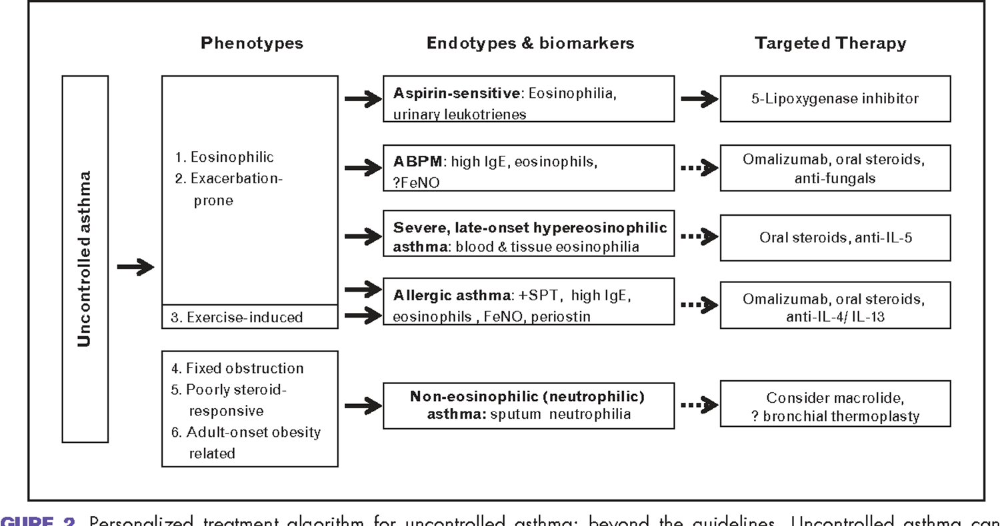 Phenotypes
Endotypes & biomarkers
Targeted Therapy
Uncontrolled asthma
1. Eosinophilic
2. Exacerbation-
prone
3. Exercise-induced
4. Fixed obstruction
5. Poorly steroid-
responsive
6. Adult-onset obesity
related
Aspirin-sensitive: Eosinophilia,
urinary leukotrienes
5-Lipoxygenase inhibitor
ABPM: high IgE, eosinophils,
?FeNO
Omalizumab, oral steroids,
anti-fungals
Severe, late-onset hypereosinophilic
asthma: blood & tissue eosinophilia
Oral steroids, anti-IL-5
Allergic asthma: +SPT, high IgE,
eosinophils , FeNO, periostin
Omalizumab, oral steroids,
anti-IL-4/ IL-13
Non-eosinophilic (neutrophilic)
asthma: sputum neutrophilia
Consider macrolide,
? bronchial thermoplasty
GURE 2 Personalized treatment algorithm for uncontrolled asthma: beyond the guidelines. Uncontrolled asthma can